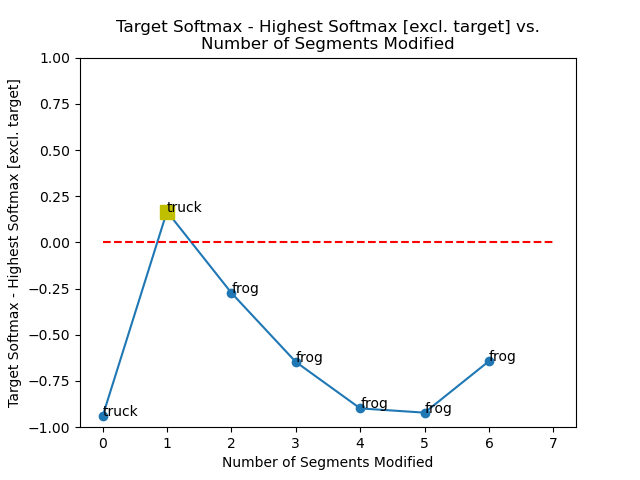 Target Softmax - Highest Softmax [excl. target] vs.
Number of Segments Modified
Target Softmax - Highest Softmax [excl. target]
1.00
0.75
0.50
0.25
0.00
−0.25
−0.50
−0.75
−1.00
truck
truck
frog
frog
frog
frog
frog
0 1 2 3 4 5 6 7
Number of Segments Modified